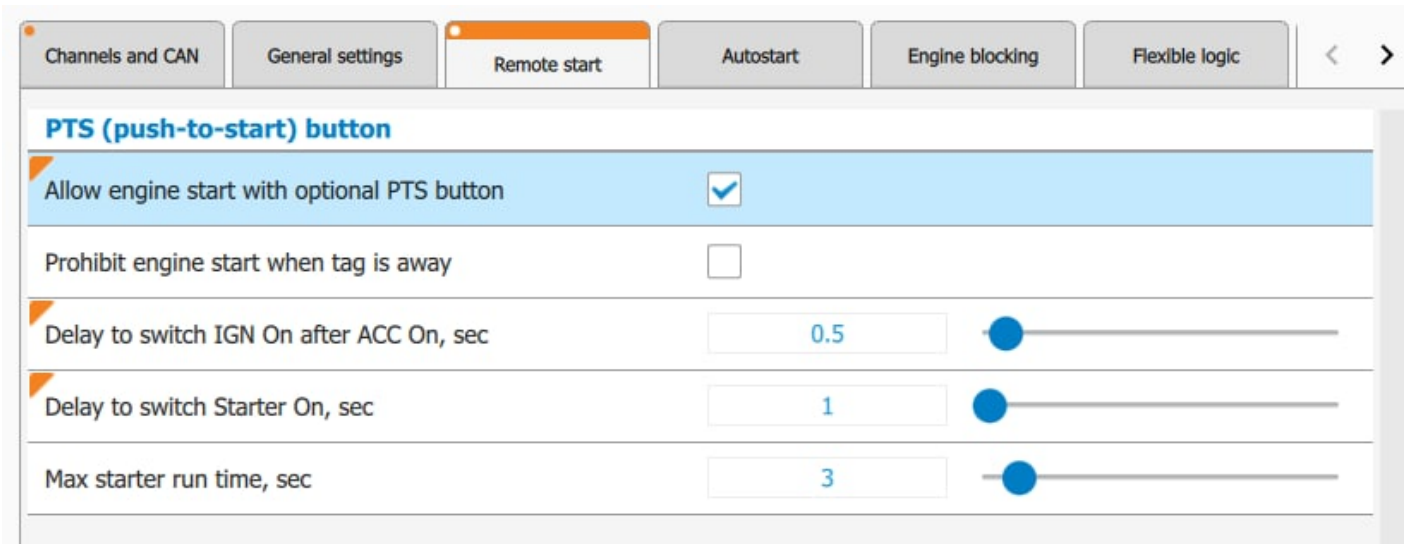 Channels and CAN
General settings
Remote start
Autostart
Engine blocking
Flexible logic
PTS (push-to-start) button
Allow engine start with optional PTS button
Prohibit engine start when tag is away
Delay to switch IGN On after ACC On, sec
0.5
Delay to switch Starter On, sec
1
Max starter run time, sec
3